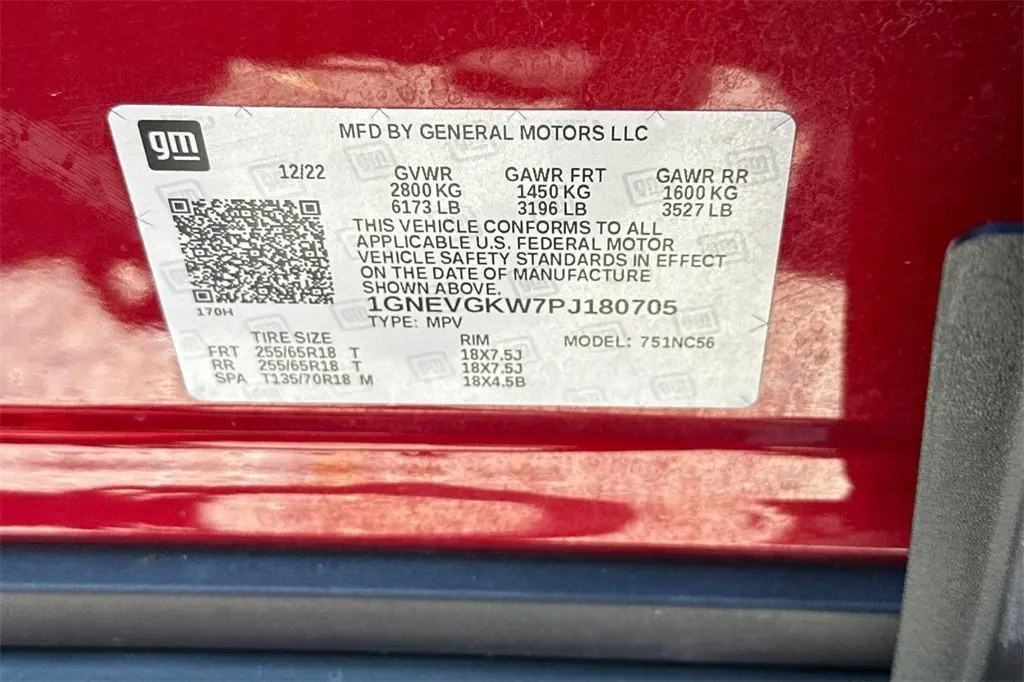 gm
MFD BY GENERAL MOTORS LLC
12/22 GVWR GAWR FRT GAWR RR
2800 KG 1450 KG 1600 KG
6173 LB 3196 LB 3527 LB
THIS VEHICLE CONFORMS TO ALL
APPLICABLE U.S. FEDERAL MOTOR
VEHICLE SAFETY STANDARDS IN EFFECT
ON THE DATE OF MANUFACTURE
SHOWN ABOVE.
170H
1GNEVGKW7PJ180705
TYPE: MPV
MODEL: 751NC56
TIRE SIZE RIM
FRT 255/65R18 T 18X7.5J
RR 255/65R18 T 18X7.5J
SPA T135/70R18 M 18X4.5B